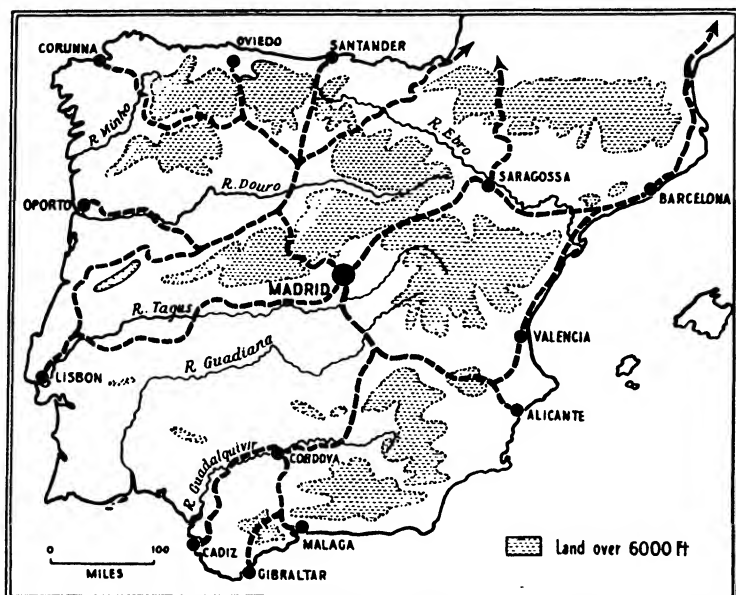 CORUNNA
OVIEDO
SANTANDER
R. Minho
R. Ebro
R. Douro
OPORTO
SARAGOSSA
BARCELONA
MADRID
R. Tagus
R. Guadiana
VALENCIA
LISBON
ALICANTE
R. Guadalquivir
CORDOVA
CADIZ
MALAGA
GIBRALTAR
0 100
MILES
Land over 6000 Ft